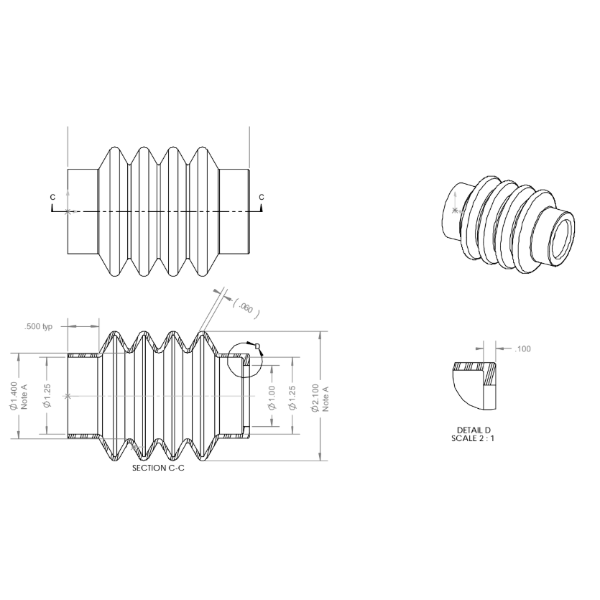 C C
.500 typ
( .060)
D
Ø1.400
Note A
Ø1.25
Ø1.00
Ø1.25
Ø2.100
Note A
SECTION C-C
.100
DETAIL D
SCALE 2 : 1